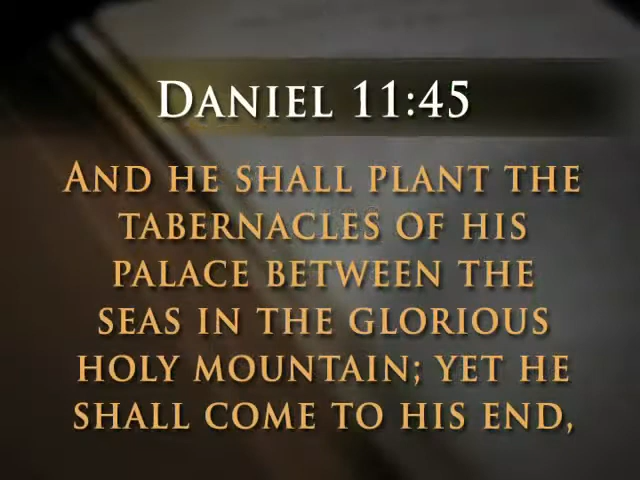 DANIEL 11:45
AND HE SHALL PLANT THE
TABERNACLES OF HIS
PALACE BETWEEN THE
SEAS IN THE GLORIOUS
HOLY MOUNTAIN; YET HE
SHALL COME TO HIS END,